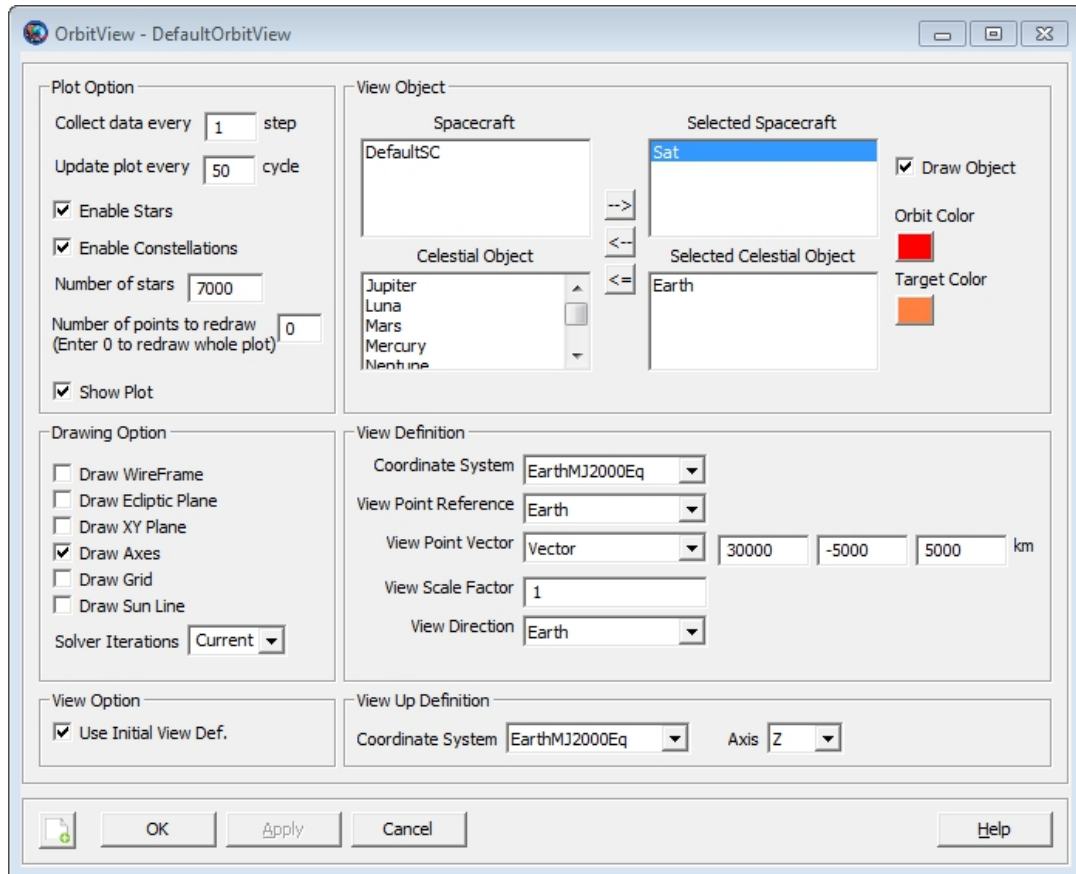 OrbitView - DefaultOrbitView
Plot Option
Collect data every 1 step
Update plot every 50 cycle
Enable Stars
Enable Constellations
Number of stars 7000
Number of points to redraw 0
(Enter 0 to redraw whole plot)
Show Plot
View Object
Spacecraft
DefaultSC
Celestial Object
Jupiter
Luna
Mars
Mercury
Neptune
-->
<--
<=
Selected Spacecraft
Sat
Selected Celestial Object
Earth
Draw Object
Orbit Color
Target Color
Drawing Option
Draw WireFrame
Draw Ecliptic Plane
Draw XY Plane
Draw Axes
Draw Grid
Draw Sun Line
Solver Iterations Current
View Definition
Coordinate System EarthMJ2000Eq
View Point Reference Earth
View Point Vector Vector 30000 -5000 5000 km
View Scale Factor 1
View Direction Earth
View Option
Use Initial View Def.
View Up Definition
Coordinate System EarthMJ2000Eq Axis Z
OK Apply Cancel Help